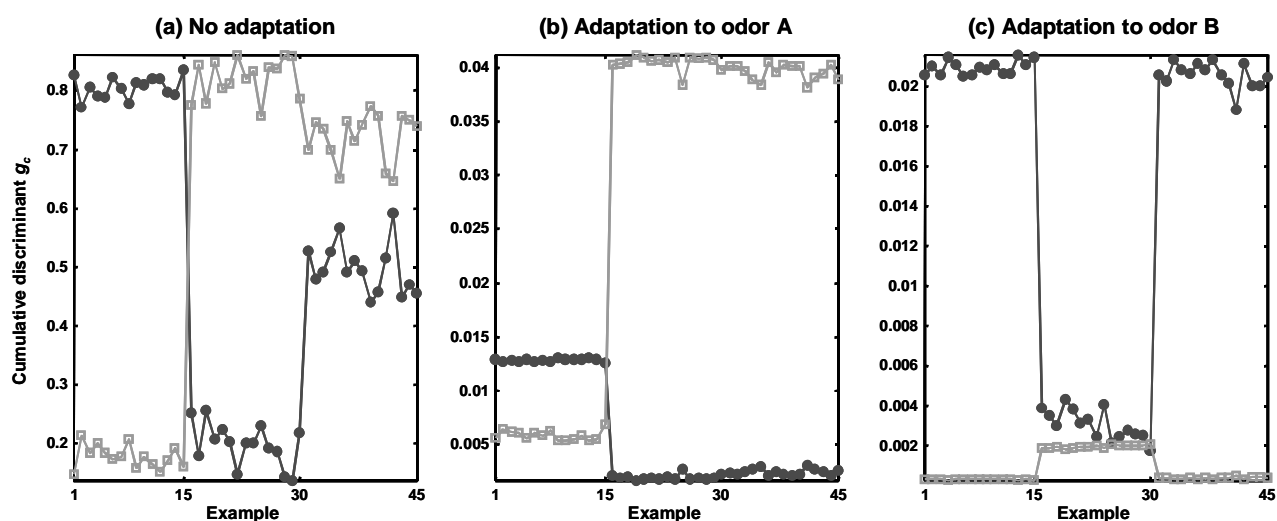 (a) No adaptation
(b) Adaptation to odor A
(c) Adaptation to odor B
Cumulative discriminant g_c
0.8
0.7
0.6
0.5
0.4
0.3
0.2
1 15 30 45
Example
0.04
0.035
0.03
0.025
0.02
0.015
0.01
0.005
1 15 30 45
Example
0.02
0.018
0.016
0.014
0.012
0.01
0.008
0.006
0.004
0.002
1 15 30 45
Example